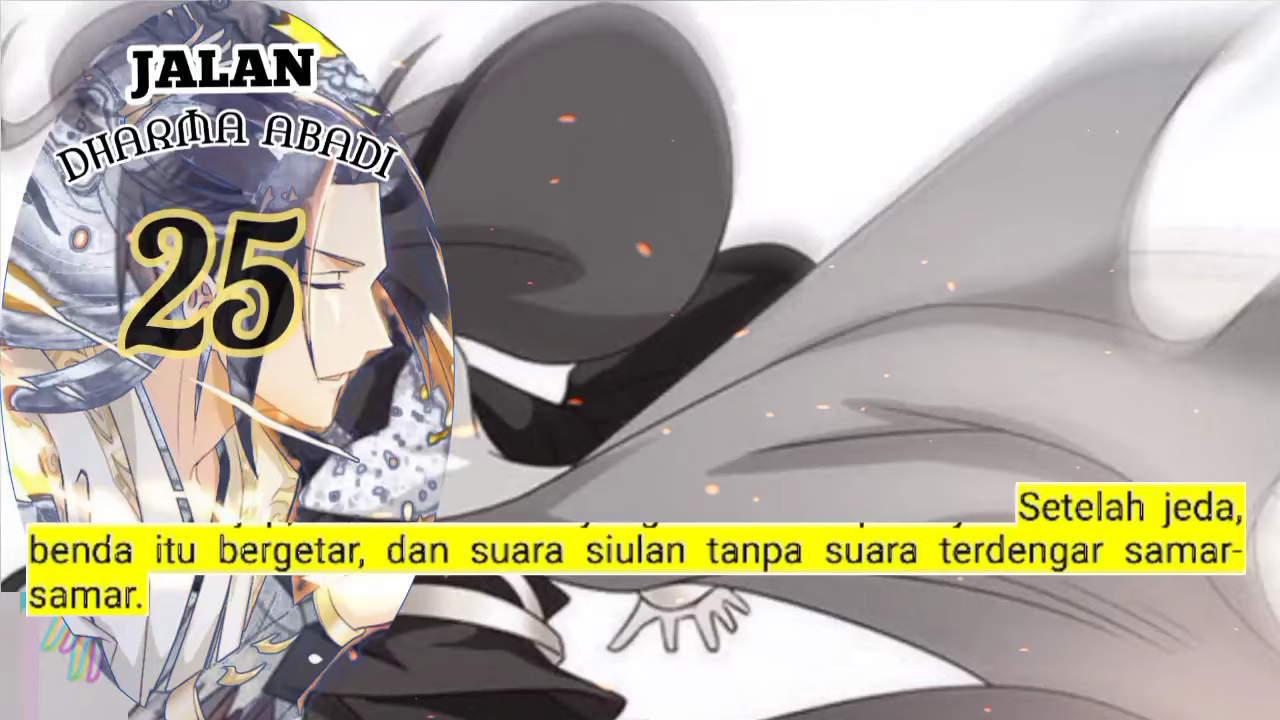 JALAN
DHARMA ABADI
25
Setelah jeda,
benda itu bergetar, dan suara siulan tanpa suara terdengar samar-
samar.